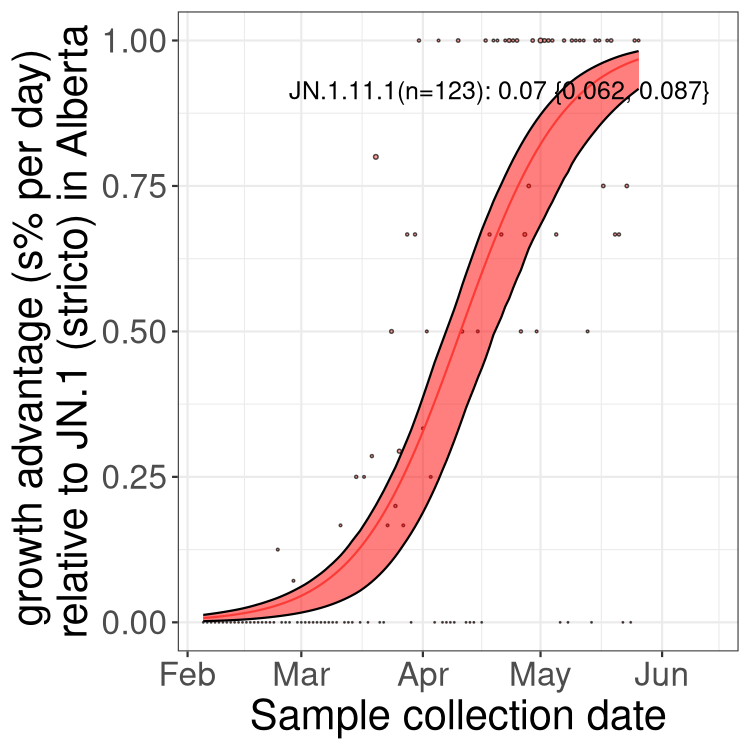 growth advantage (s% per day)
relative to JN.1 (stricto) in Alberta
1.00
0.75
0.50
0.25
0.00
JN.1.11.1(n=123): 0.07 {0.062, 0.087}
Feb Mar Apr May Jun
Sample collection date